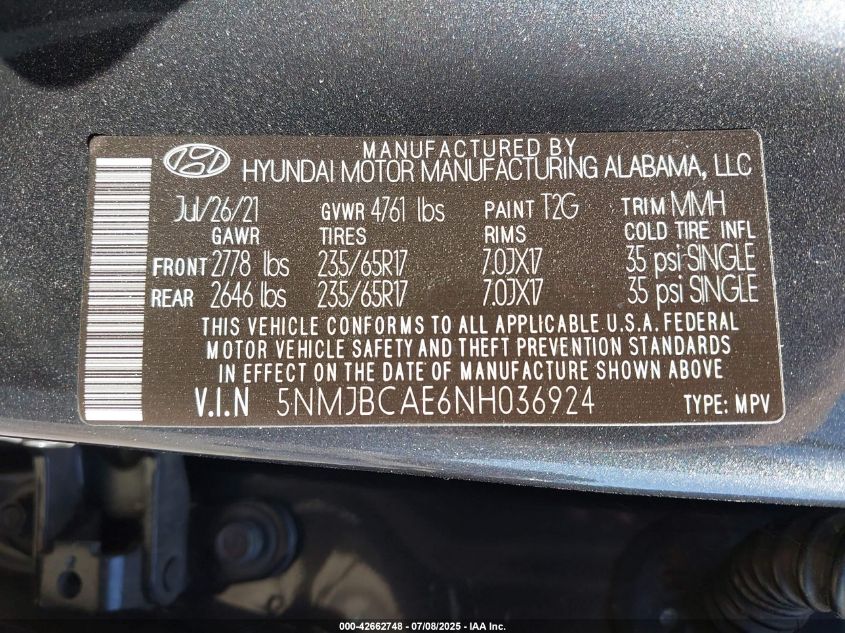 MANUFACTURED BY
HYUNDAI MOTOR MANUFACTURING ALABAMA, LLC
Jul/26/21 GVWR 4761 lbs PAINT T2G TRIM MMH
GAWR TIRES RIMS COLD TIRE INFL
FRONT 2778 lbs 235/65R17 7.0JX17 35 psi SINGLE
REAR 2646 lbs 235/65R17 7.0JX17 35 psi SINGLE
THIS VEHICLE CONFORMS TO ALL APPLICABLE U.S.A. FEDERAL
MOTOR VEHICLE SAFETY AND THEFT PREVENTION STANDARDS
IN EFFECT ON THE DATE OF MANUFACTURE SHOWN ABOVE
V.I.N 5NMJBCAE6NH036924 TYPE: MPV
000-42662748 - 07/08/2025 - IAA Inc.